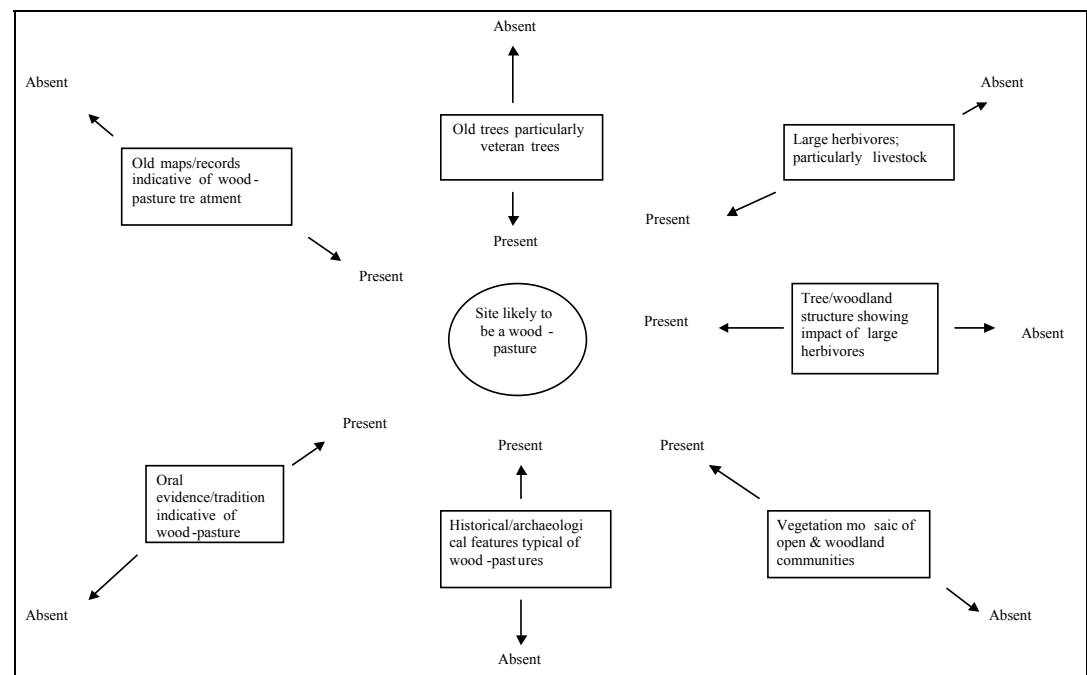 Absent
Absent
Absent
Old trees particularly
veteran trees
Large herbivores;
particularly livestock
Old maps/records
indicative of wood-
pasture tre atment
Present
Present
Present
Site likely to
be a wood -
pasture
Present
Tree/woodland
structure showing
impact of large
herbivores
Absent
Present
Present
Present
Oral
evidence/tradition
indicative of
wood-pasture
Historical/archaeologi
cal features typical of
wood -pastures
Vegetation mo saic of
open & woodland
communities
Absent
Absent
Absent